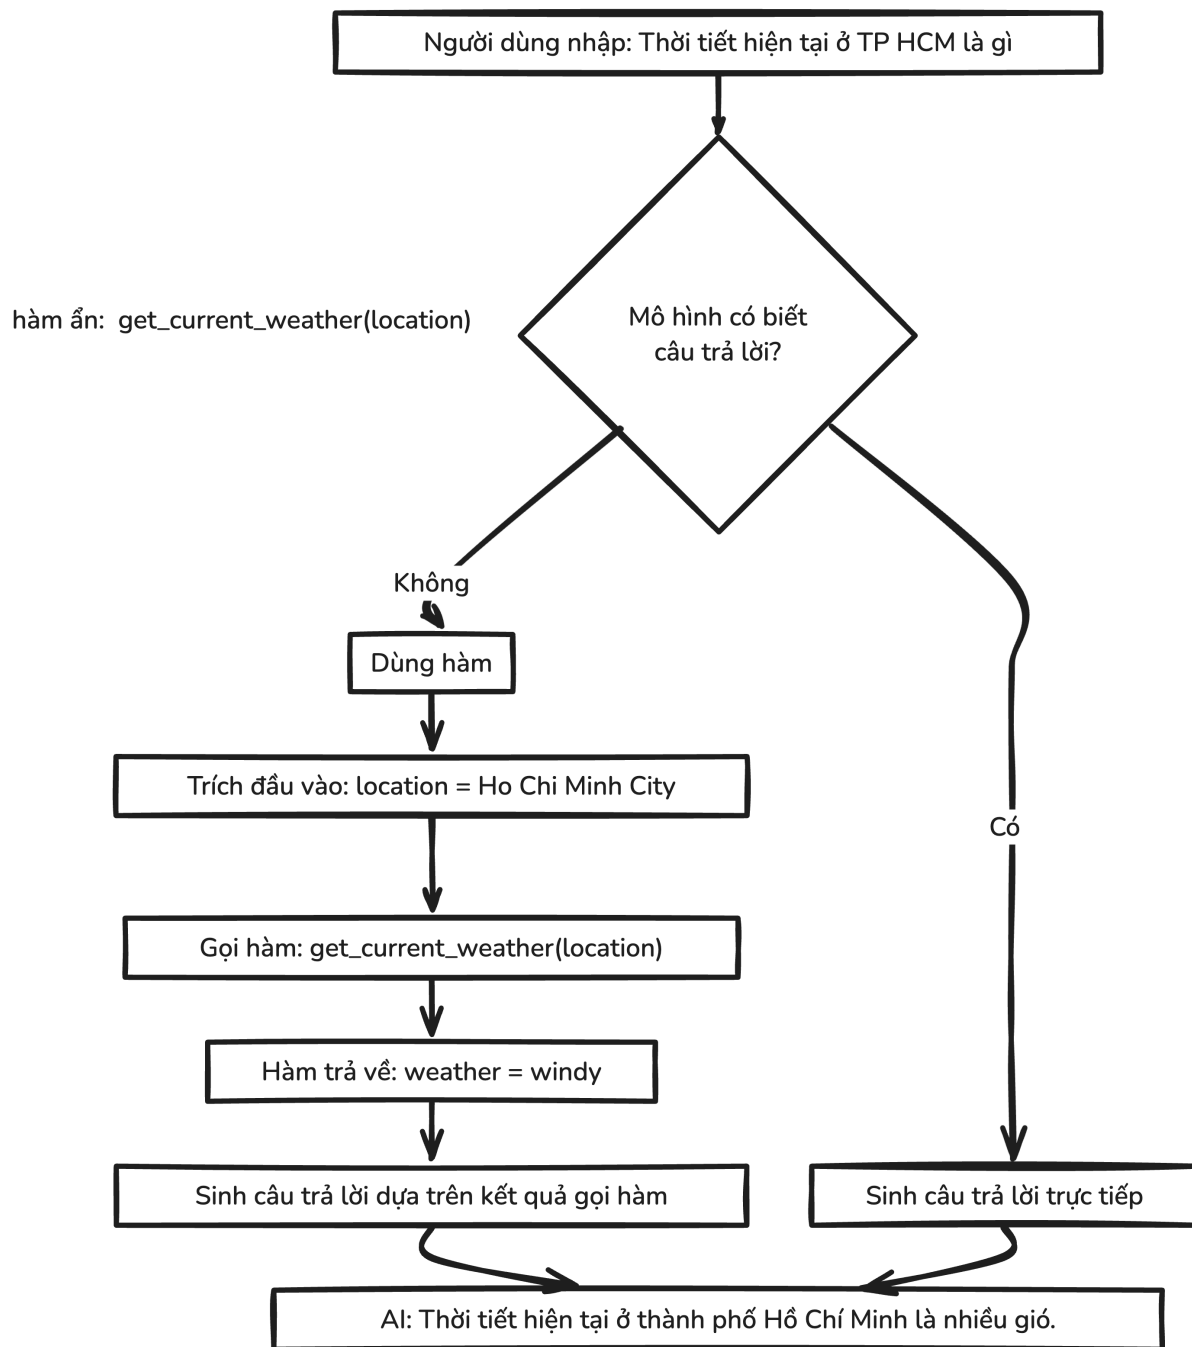 Người dùng nhập: Thời tiết hiện tại ở TP HCM là gì
hàm ẩn:  get_current_weather(location)
Mô hình có biết
câu trả lời?
Không
Dùng hàm
Trích đầu vào: location = Ho Chi Minh City
Có
Gọi hàm: get_current_weather(location)
Hàm trả về: weather = windy
Sinh câu trả lời dựa trên kết quả gọi hàm
Sinh câu trả lời trực tiếp
AI: Thời tiết hiện tại ở thành phố Hồ Chí Minh là nhiều gió.